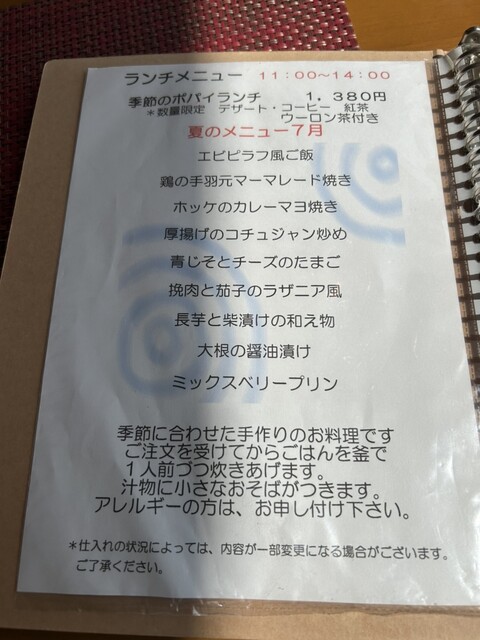 ランチメニュー 11:00〜14:00
季節のポパイランチ 1,380円
*数量限定 デザート・コーヒー 紅茶
ウーロン茶付き
夏のメニュー7月
エビピラフ風ご飯
鶏の手羽元マーマレード焼き
ホッケのカレーマヨ焼き
厚揚げのコチュジャン炒め
青じそとチーズのたまご
挽肉と茄子のラザニア風
長芋と柴漬けの和え物
大根の醤油漬け
ミックスベリープリン
季節に合わせた手作りのお料理です
ご注文を受けてからごはんを釜で
1人前づつ炊きあげます。
汁物に小さなおそばがつきます。
アレルギーの方は、お申し付け下さい。
*仕入れの状況によっては、内容が一部変更になる場合がございます。
ご了承ください。